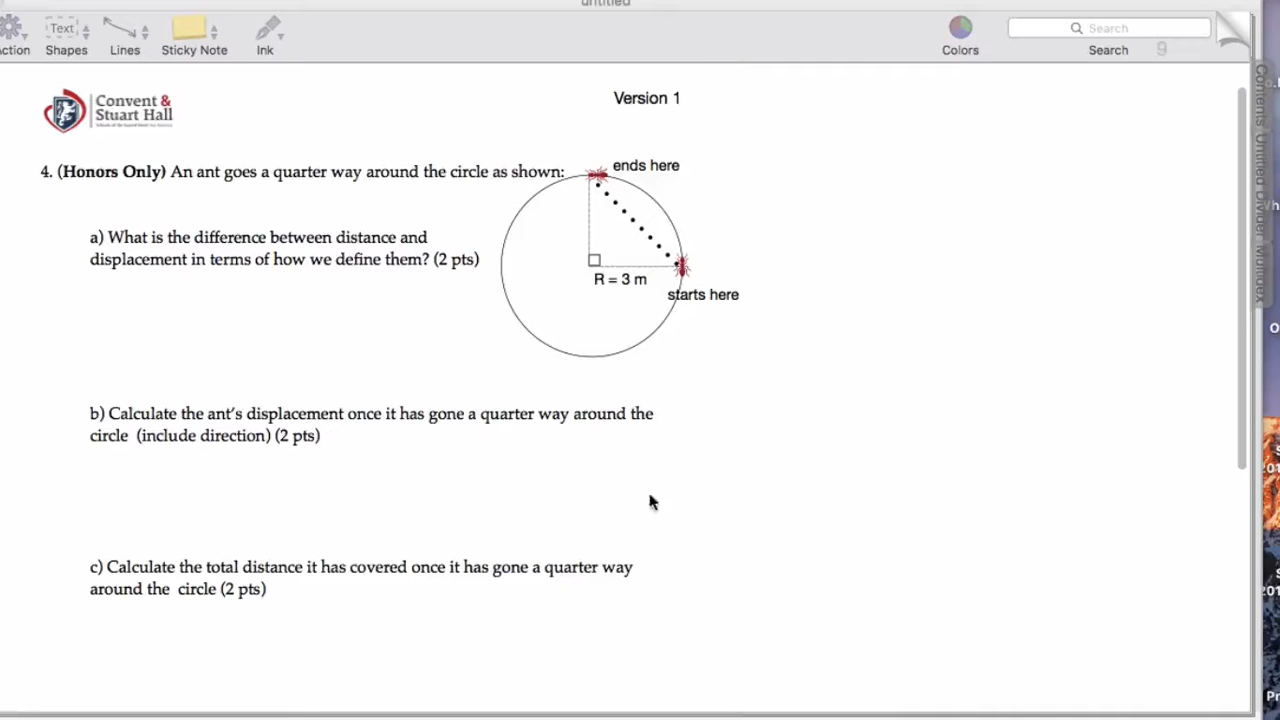 untitled
ction
Text
Shapes
Lines
Sticky Note
Ink
Colors
Search
Search
9
Contents
Convent &
Stuart Hall
Version 1
4. (Honors Only) An ant goes a quarter way around the circle as shown:
ends here
a) What is the difference between distance and
displacement in terms of how we define them? (2 pts)
R = 3 m
starts here
b) Calculate the ant's displacement once it has gone a quarter way around the
circle (include direction) (2 pts)
c) Calculate the total distance it has covered once it has gone a quarter way
around the circle (2 pts)